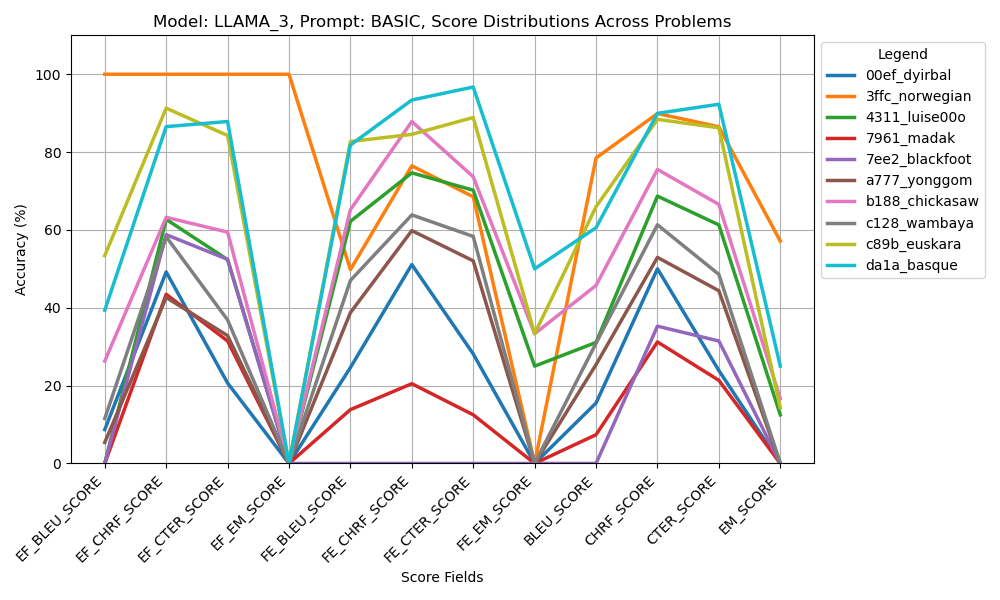 Model: LLAMA_3, Prompt: BASIC, Score Distributions Across Problems
Accuracy (%)
100
80
60
40
20
0
EF_BLEU_SCORE
EF_CHRF_SCORE
EF_CTER_SCORE
EF_EM_SCORE
FE_BLEU_SCORE
FE_CHRF_SCORE
FE_CTER_SCORE
FE_EM_SCORE
BLEU_SCORE
CHRF_SCORE
CTER_SCORE
EM_SCORE
Score Fields
Legend
00ef_dyirbal
3ffc_norwegian
4311_luise00o
7961_madak
7ee2_blackfoot
a777_yonggom
b188_chickasaw
c128_wambaya
c89b_euskara
da1a_basque